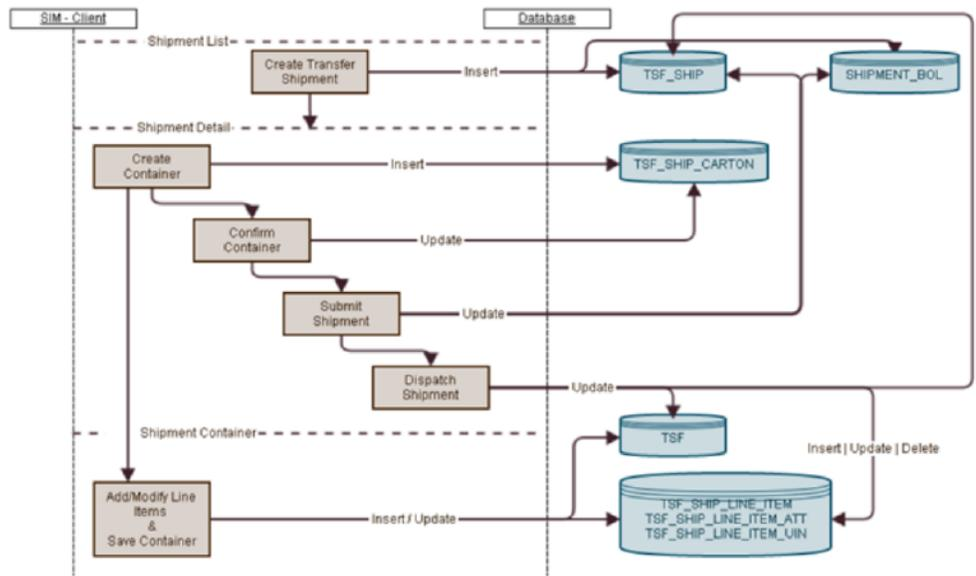 SIM - Client
Database
Shipment List
Create Transfer
Shipment
Insert
TSF_SHIP
SHIPMENT_BOL
Shipment Detail
Create
Container
Insert
TSF_SHIP_CARTON
Confirm
Container
Update
Submit
Shipment
Update
Dispatch
Shipment
Update
TSF
Shipment Container
Insert | Update | Delete
Add/Modify Line
Items
&
Save Container
Insert / Update
TSF_SHIP_LINE_ITEM
TSF_SHIP_LINE_ITEM_ATT
TSF_SHIP_LINE_ITEM_UIN